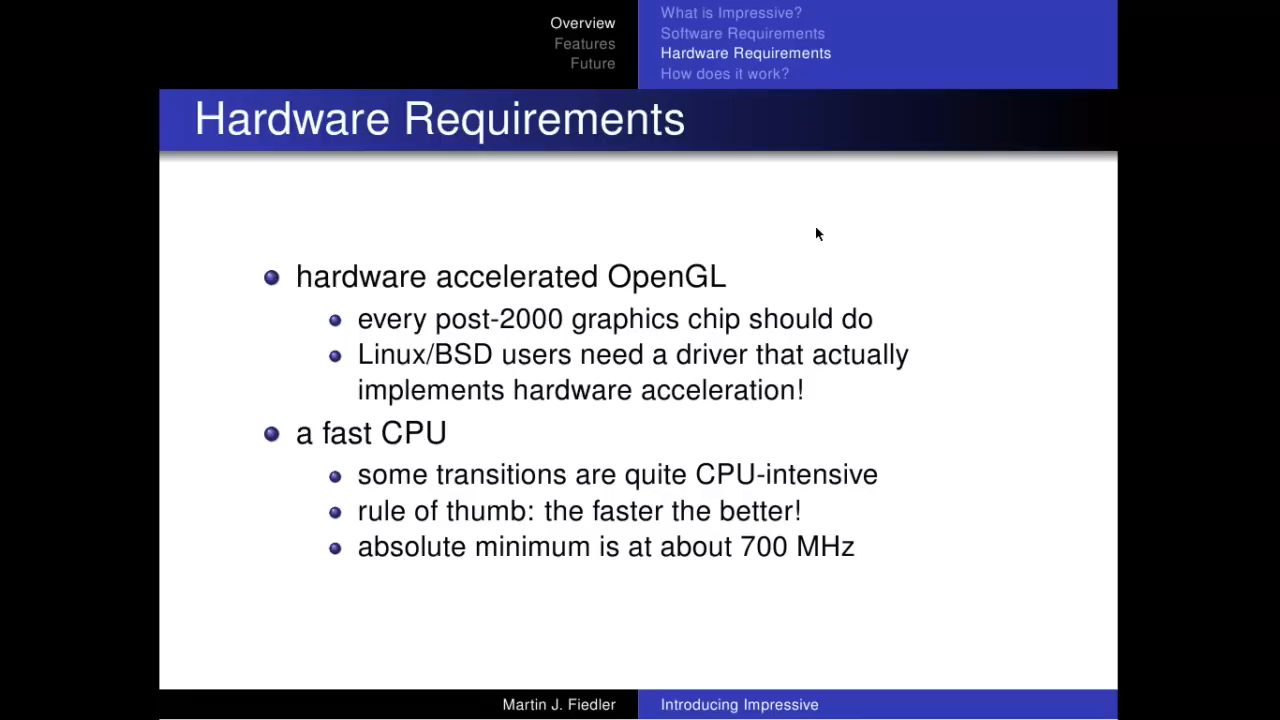 Overview
Features
Future
What is Impressive?
Software Requirements
Hardware Requirements
How does it work?
Hardware Requirements
hardware accelerated OpenGL
every post-2000 graphics chip should do
Linux/BSD users need a driver that actually
implements hardware acceleration!
a fast CPU
some transitions are quite CPU-intensive
rule of thumb: the faster the better!
absolute minimum is at about 700 MHz
Martin J. Fiedler
Introducing Impressive